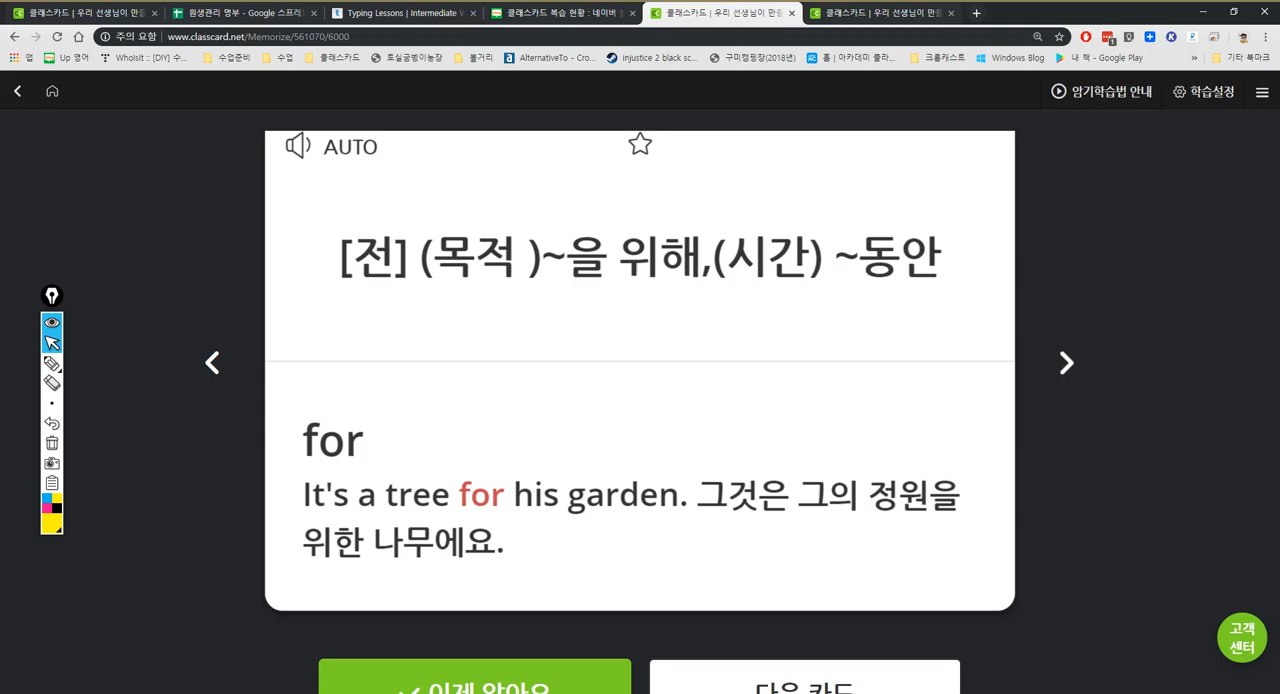 클래스카드 | 우리 선생님이 만든
원생관리 명부 - Google 스프레
Typing Lessons | Intermediate
클래스카드 복습 현황 : 네이버
클래스카드 | 우리 선생님이 만든
클래스카드 | 우리 선생님이 만든
주의 요함 | www.classcard.net/Memorize/561070/6000
앱 Up 영어 WhoisIt :: [DIY] 수... 수업준비 수업 클래스카드 토실공병이농장 볼거리 AlternativeTo - Cro... injustice 2 black sc... 구미캠핑장(2018년) 홈 | 아카데미 클라... 크롬캐스트 Windows Blog 내 책 - Google Play » 기타 북마크
암기학습법 안내 학습설정
AUTO
[전] (목적 )~을 위해,(시간) ~동안
for
It's a tree for his garden. 그것은 그의 정원을
위한 나무에요.
고객
센터
이제 알아요 다음 카드